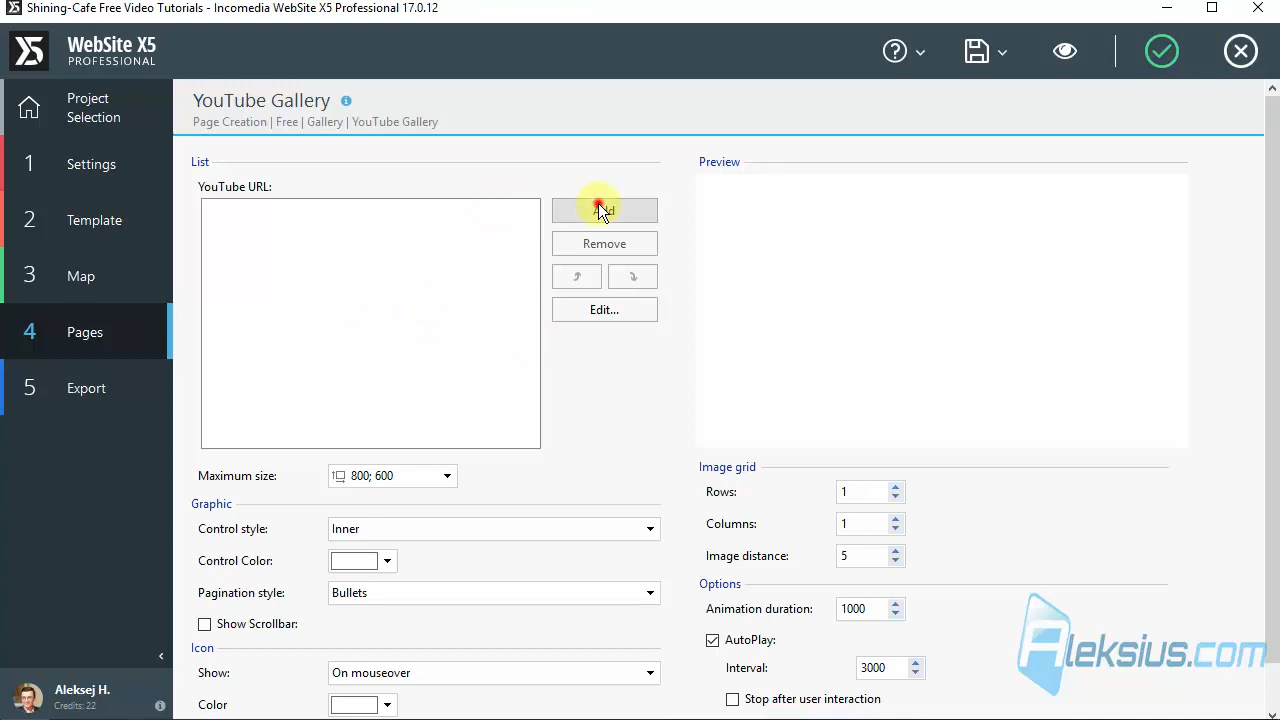 Shining-Cafe Free Video Tutorials - Incomedia WebSite X5 Professional 17.0.12
X5
WebSite X5
PROFESSIONAL
Project
Selection
1 Settings
2 Template
3 Map
4 Pages
5 Export
Aleksej H.
Credits: 22
YouTube Gallery
Page Creation | Free | Gallery | YouTube Gallery
List
YouTube URL:
Add
Remove
Edit...
Maximum size: 800; 600
Graphic
Control style: Inner
Control Color:
Pagination style: Bullets
Show Scrollbar:
Icon
Show: On mouseover
Color
Preview
Image grid
Rows: 1
Columns: 1
Image distance: 5
Options
Animation duration: 1000
AutoPlay:
Interval: 3000
Stop after user interaction
Aleksius.com